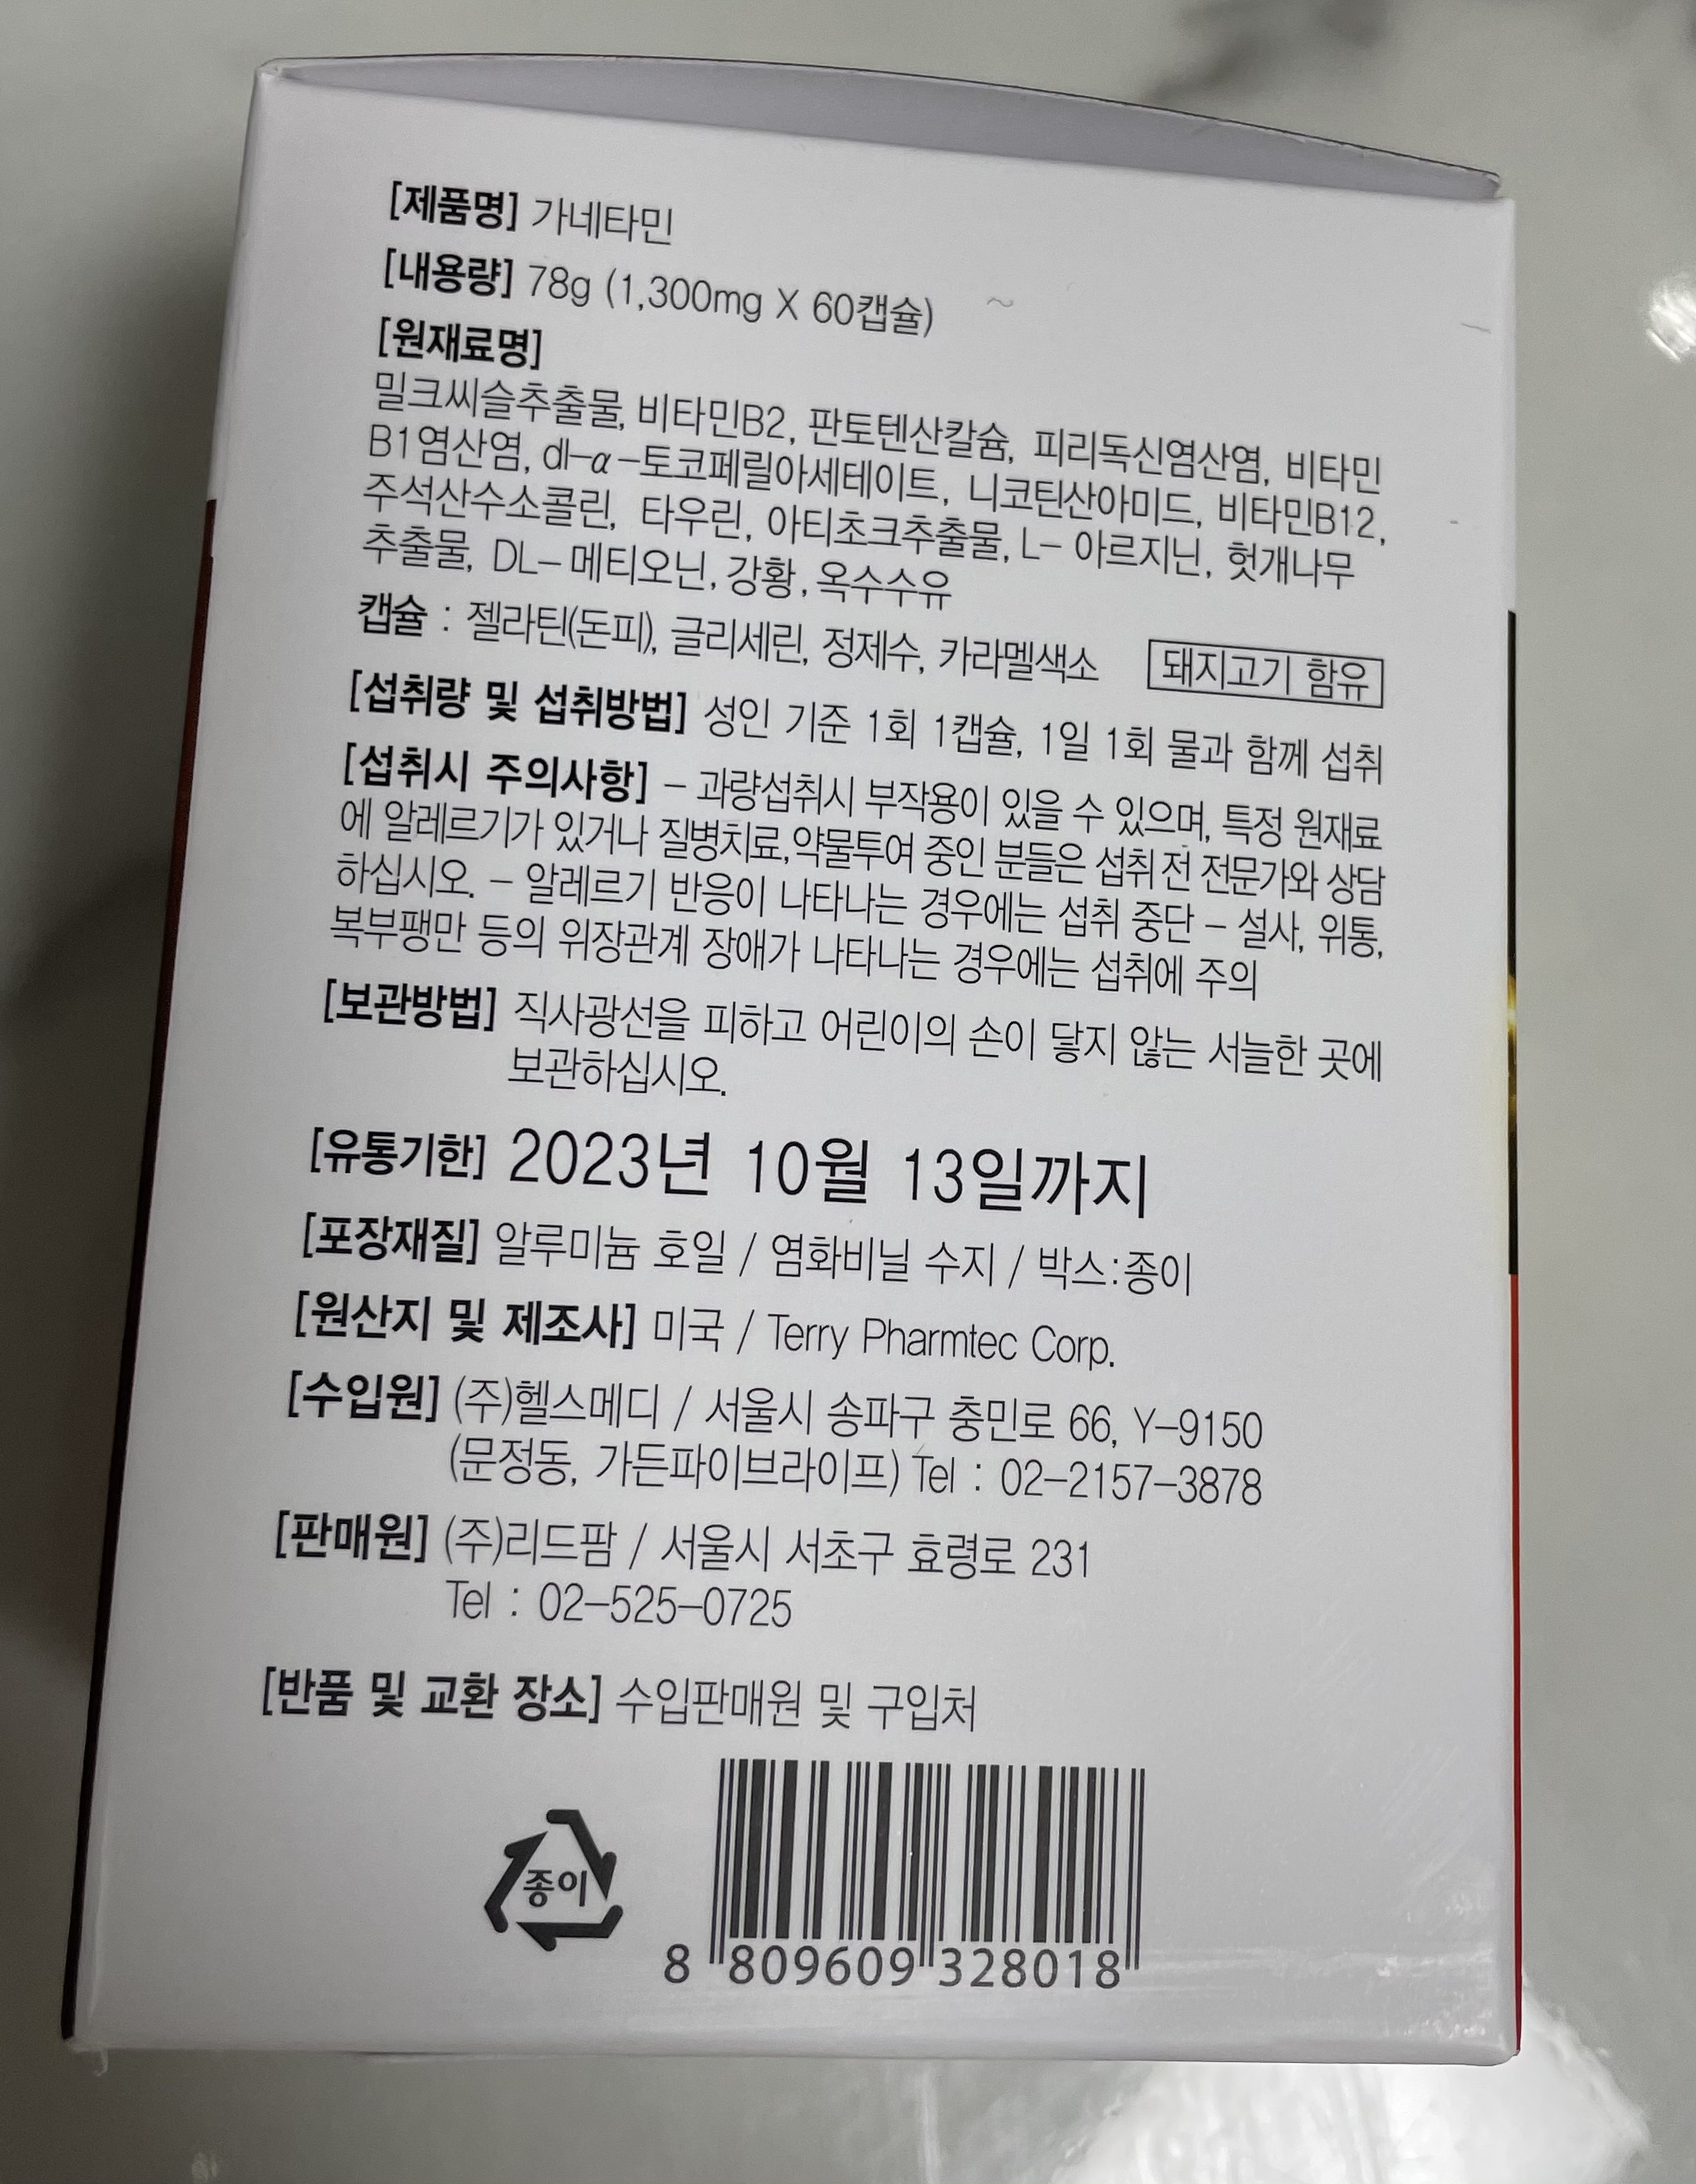 [제품명] 가네타민
[내용량] 78g (1,300mg X 60캡슐)
[원재료명]
밀크씨슬추출물, 비타민B2, 판토텐산칼슘, 피리독신염산염, 비타민
B1염산염, dl-α-토코페릴아세테이트, 니코틴산아미드, 비타민B12,
주석산수소콜린, 타우린, 아티초크추출물, L- 아르지닌, 헛개나무
추출물, DL-메티오닌, 강황, 옥수수유
캡슐 : 젤라틴(돈피), 글리세린, 정제수, 카라멜색소 돼지고기 함유
[섭취량 및 섭취방법] 성인 기준 1회 1캡슐, 1일 1회 물과 함께 섭취
[섭취시 주의사항] - 과량섭취시 부작용이 있을 수 있으며, 특정 원재료
에 알레르기가 있거나 질병치료,약물투여 중인 분들은 섭취 전 전문가와 상담
하십시오. - 알레르기 반응이 나타나는 경우에는 섭취 중단 - 설사, 위통,
복부팽만 등의 위장관계 장애가 나타나는 경우에는 섭취에 주의
[보관방법] 직사광선을 피하고 어린이의 손이 닿지 않는 서늘한 곳에
보관하십시오.
[유통기한] 2023년 10월 13일까지
[포장재질] 알루미늄 호일 / 염화비닐 수지 / 박스:종이
[원산지 및 제조사] 미국 / Terry Pharmtec Corp.
[수입원] (주)헬스메디 / 서울시 송파구 충민로 66, Y-9150
(문정동, 가든파이브라이프) Tel : 02-2157-3878
[판매원] (주)리드팜 / 서울시 서초구 효령로 231
Tel : 02-525-0725
[반품 및 교환 장소] 수입판매원 및 구입처
종이
8 809609 328018